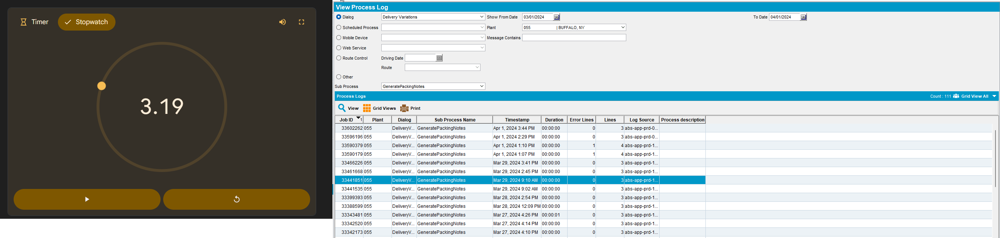 Timer
Stopwatch
3.19
View Process Log
Dialog Delivery Variations Show From Date 03/01/2024 16 To Date 04/01/2024 16
Scheduled Process Plant 055 | BUFFALO, NY
Mobile Device Message Contains
Web Service
Route Control Driving Date 16
Route
Other
Sub Process GeneratePackingNotes
Process Logs Count : 111 Grid View All
View Grid Views Print
Job ID 1 Plant Dialog Sub Process Name Timestamp Duration Error Lines Lines Log Source Process description
33602262 055 DeliveryV... GeneratePackingNotes Apr 1, 2024 3:44 PM 00:00:00 0 3 abs-app-prd-0...
33596196 055 DeliveryV... GeneratePackingNotes Apr 1, 2024 2:29 PM 00:00:00 0 3 abs-app-prd-0...
33590379 055 DeliveryV... GeneratePackingNotes Apr 1, 2024 1:10 PM 00:00:00 1 4 abs-app-prd-1...
33590179 055 DeliveryV... GeneratePackingNotes Apr 1, 2024 1:07 PM 00:00:00 1 4 abs-app-prd-1...
33466226 055 DeliveryV... GeneratePackingNotes Mar 29, 2024 3:41 PM 00:00:00 0 3 abs-app-prd-1...
33461668 055 DeliveryV... GeneratePackingNotes Mar 29, 2024 2:45 PM 00:00:00 0 3 abs-app-prd-1...
33441851 055 DeliveryV... GeneratePackingNotes Mar 29, 2024 9:10 AM 00:00:00 0 3 abs-app-prd-1...
33441535 055 DeliveryV... GeneratePackingNotes Mar 29, 2024 9:02 AM 00:00:00 0 3 abs-app-prd-1...
33399393 055 DeliveryV... GeneratePackingNotes Mar 28, 2024 2:54 PM 00:00:00 0 3 abs-app-prd-1...
33388599 055 DeliveryV... GeneratePackingNotes Mar 28, 2024 12:09 PM 00:00:00 0 3 abs-app-prd-1...
33343481 055 DeliveryV... GeneratePackingNotes Mar 27, 2024 4:26 PM 00:00:01 0 3 abs-app-prd-1...
33342520 055 DeliveryV... GeneratePackingNotes Mar 27, 2024 4:14 PM 00:00:00 0 3 abs-app-prd-1...
33342173 055 DeliveryV... GeneratePackingNotes Mar 27, 2024 4:10 PM 00:00:00 0 3 abs-app-prd-1...